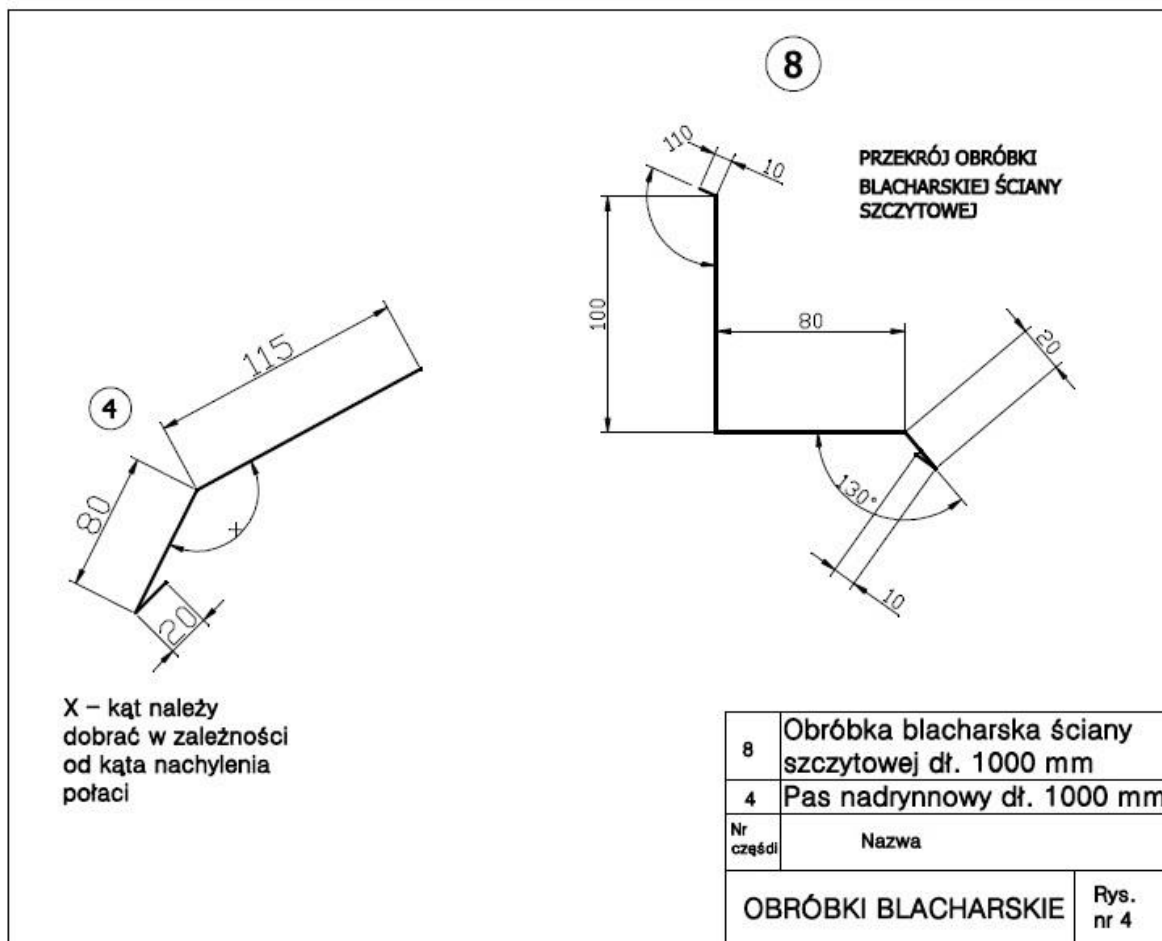 8
PRZEKRÓJ OBRÓBKI
BLACHARSKIEJ ŚCIANY
SZCZYTOWEJ
110
10
100
80
20
130°
10
4
115
80
X
20
X – kąt należy
dobrać w zależności
od kąta nachylenia
połaci
8 Obróbka blacharska ściany
szczytowej dł. 1000 mm
4 Pas nadrynnowy dł. 1000 mm
Nr
częśdi
Nazwa
OBRÓBKI BLACHARSKIE
Rys.
nr 4